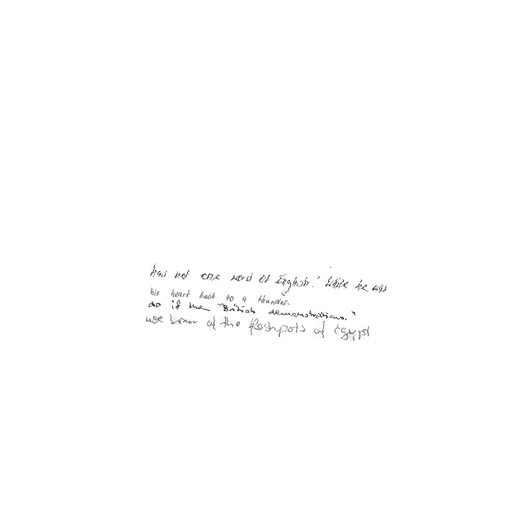 has not one word of English.' While he was
his heart beat to a thunder.
do if the "British demonstrations."
use of the fleshpots of Egypt